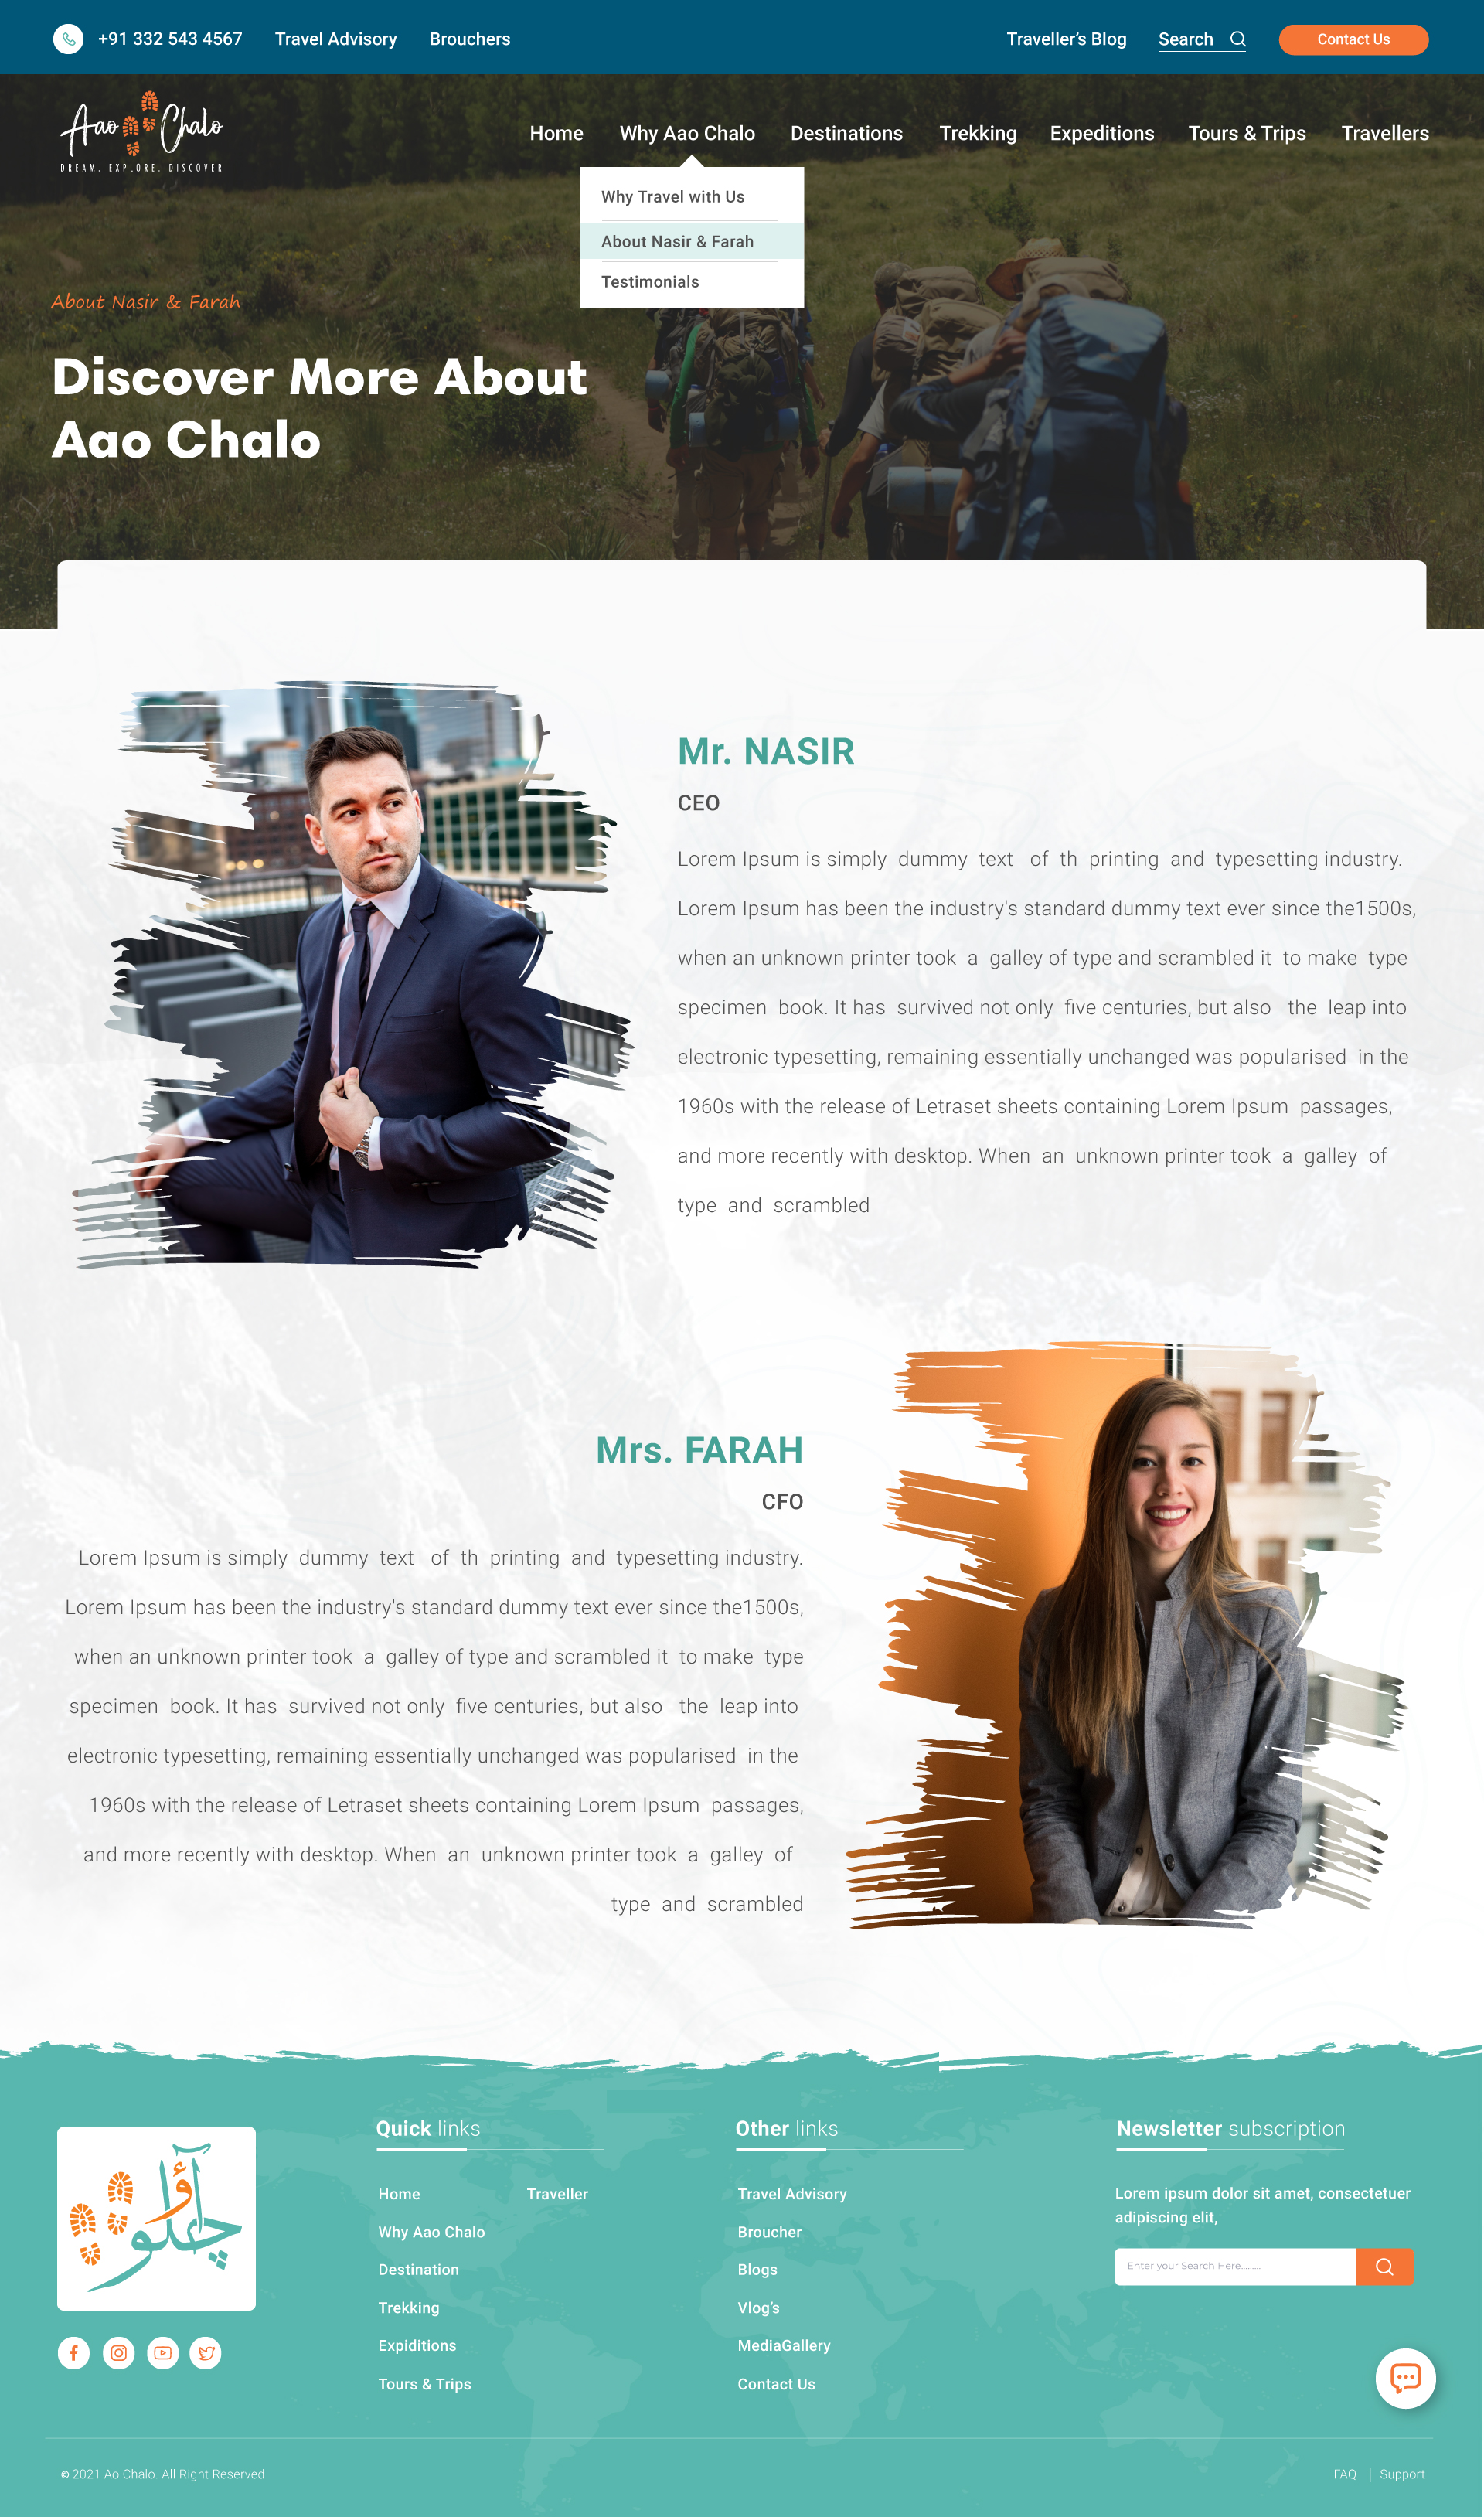 +91 332 543 4567 Travel Advisory Brouchers Traveller's Blog Search Contact Us
Aao Chalo
DREAM. EXPLORE. DISCOVER
Home Why Aao Chalo Destinations Trekking Expeditions Tours & Trips Travellers
Why Travel with Us
About Nasir & Farah
Testimonials
About Nasir & Farah
Discover More About
Aao Chalo
Mr. NASIR
CEO
Lorem Ipsum is simply dummy text of th printing and typesetting industry.
Lorem Ipsum has been the industry's standard dummy text ever since the1500s,
when an unknown printer took a galley of type and scrambled it to make type
specimen book. It has survived not only five centuries, but also the leap into
electronic typesetting, remaining essentially unchanged was popularised in the
1960s with the release of Letraset sheets containing Lorem Ipsum passages,
and more recently with desktop. When an unknown printer took a galley of
type and scrambled
Mrs. FARAH
CFO
Lorem Ipsum is simply dummy text of th printing and typesetting industry.
Lorem Ipsum has been the industry's standard dummy text ever since the1500s,
when an unknown printer took a galley of type and scrambled it to make type
specimen book. It has survived not only five centuries, but also the leap into
electronic typesetting, remaining essentially unchanged was popularised in the
1960s with the release of Letraset sheets containing Lorem Ipsum passages,
and more recently with desktop. When an unknown printer took a galley of
type and scrambled
آؤ
چلو
Quick links
Home
Why Aao Chalo
Destination
Trekking
Expiditions
Tours & Trips
Traveller
Other links
Travel Advisory
Broucher
Blogs
Vlog's
MediaGallery
Contact Us
Newsletter subscription
Lorem ipsum dolor sit amet, consectetuer
adipiscing elit,
Enter your Search Here.........
© 2021 Ao Chalo. All Right Reserved
FAQ | Support